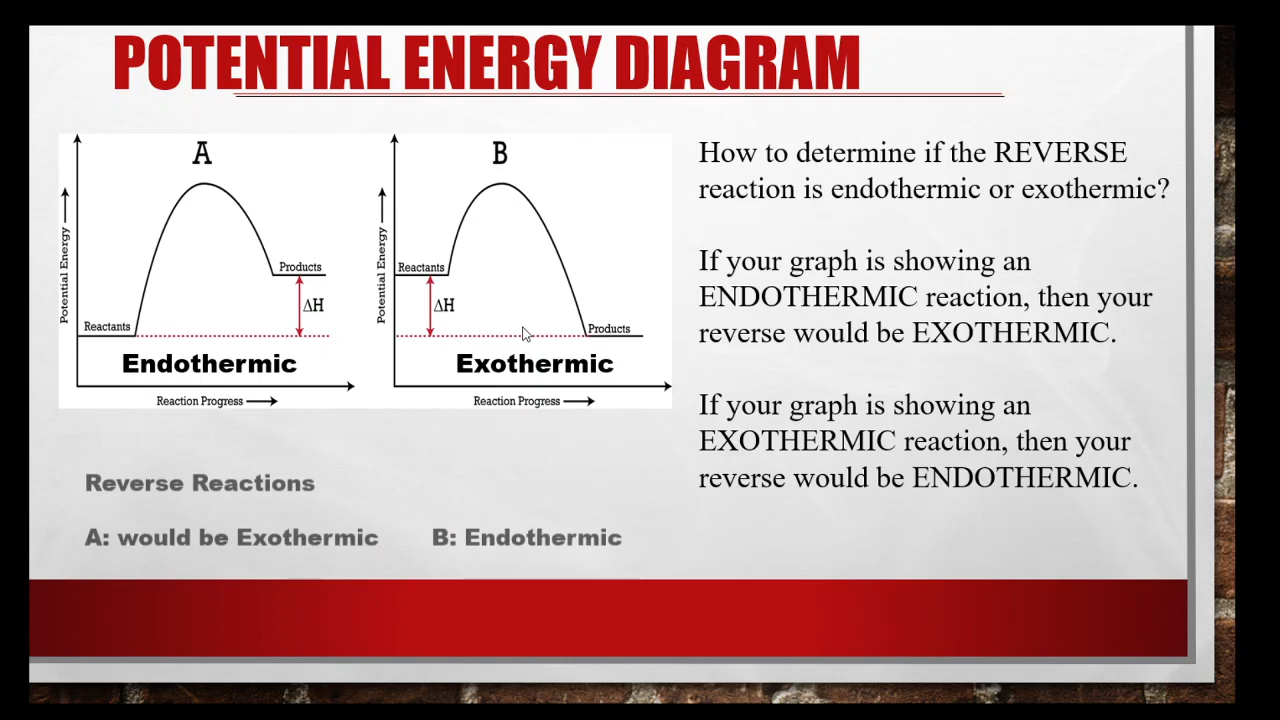 POTENTIAL ENERGY DIAGRAM
A
Potential Energy
Products
ΔH
Reactants
Endothermic
Reaction Progress
B
Potential Energy
Reactants
ΔH
Products
Exothermic
Reaction Progress
How to determine if the REVERSE
reaction is endothermic or exothermic?
If your graph is showing an
ENDOTHERMIC reaction, then your
reverse would be EXOTHERMIC.
If your graph is showing an
EXOTHERMIC reaction, then your
reverse would be ENDOTHERMIC.
Reverse Reactions
A: would be Exothermic B: Endothermic